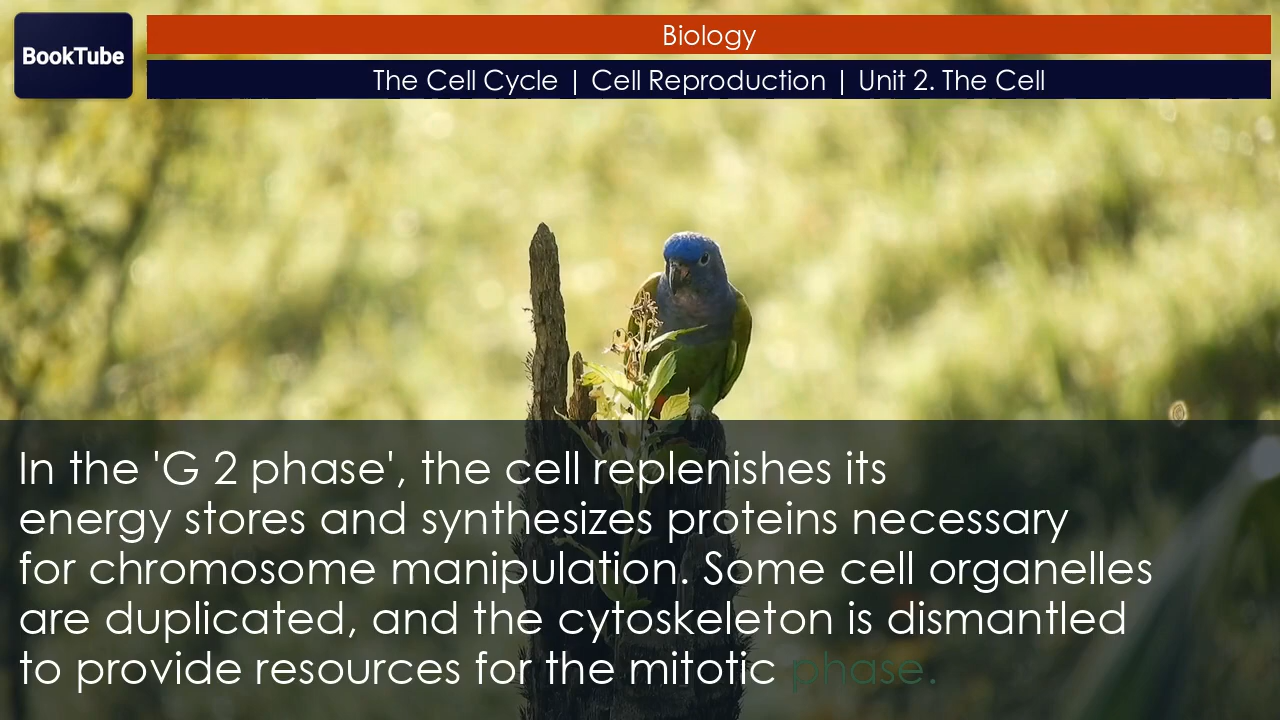 BookTube
Biology
The Cell Cycle | Cell Reproduction | Unit 2. The Cell
In the 'G 2 phase', the cell replenishes its
energy stores and synthesizes proteins necessary
for chromosome manipulation. Some cell organelles
are duplicated, and the cytoskeleton is dismantled
to provide resources for the mitotic phase.